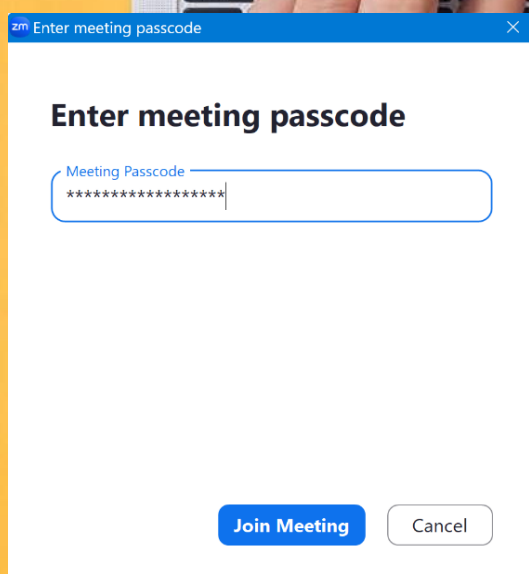 zm Enter meeting passcode
Enter meeting passcode
Meeting Passcode
******************
Join Meeting
Cancel